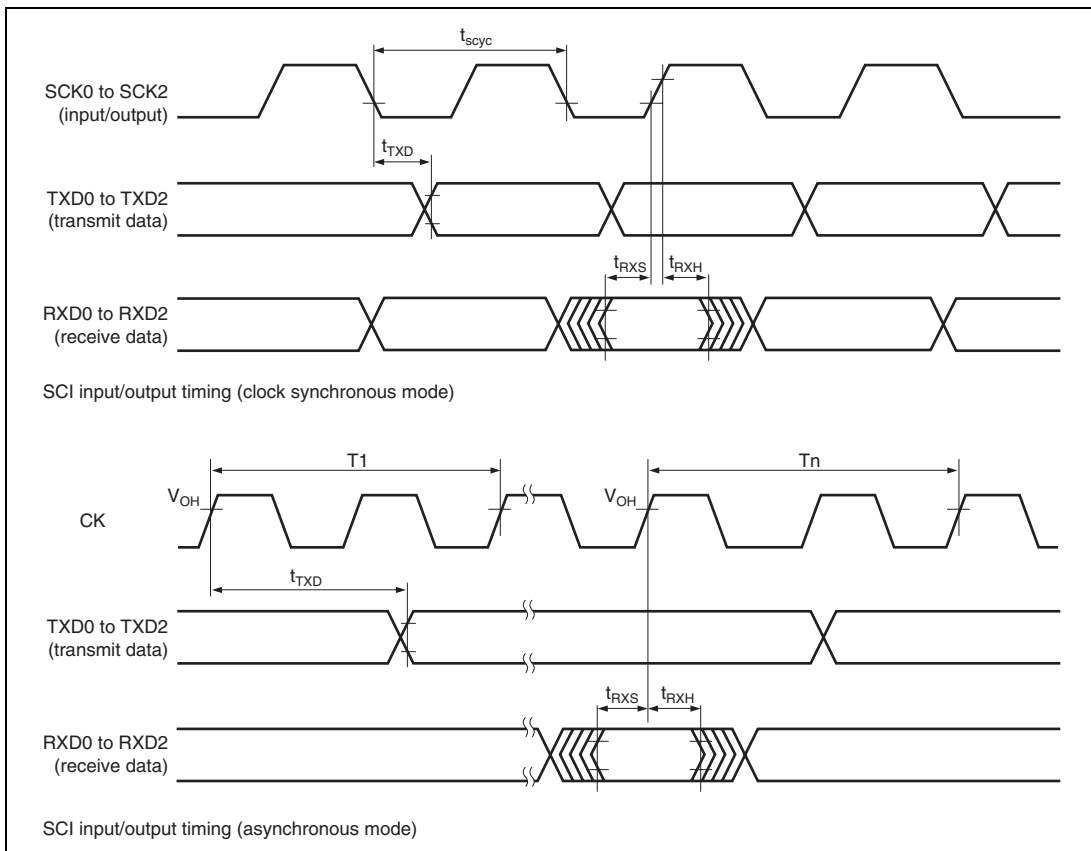 tscyc
SCK0 to SCK2
(input/output)
tTXD
TXD0 to TXD2
(transmit data)
tRXS
tRXH
RXD0 to RXD2
(receive data)
SCI input/output timing (clock synchronous mode)
T1
Tn
VOH
VOH
CK
tTXD
TXD0 to TXD2
(transmit data)
tRXS
tRXH
RXD0 to RXD2
(receive data)
SCI input/output timing (asynchronous mode)